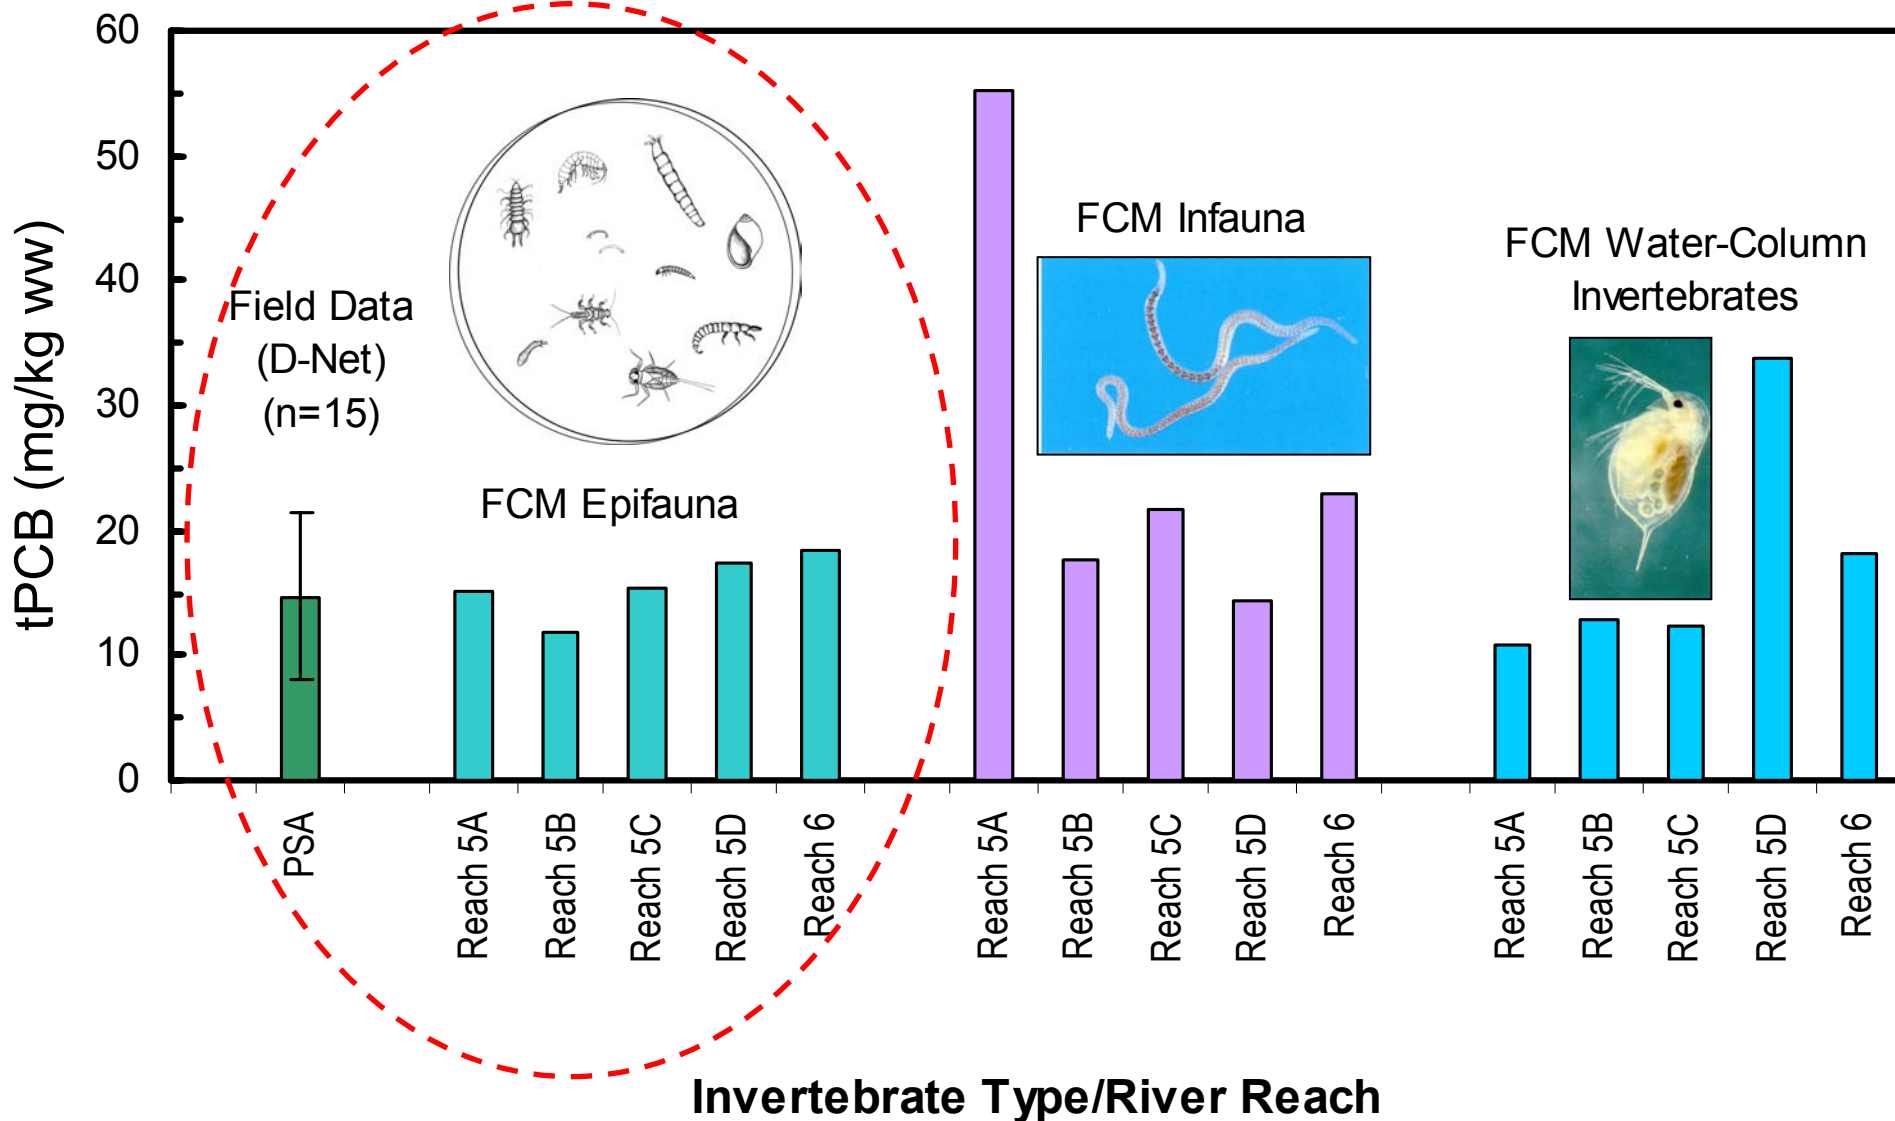 60
50
40
30
20
10
0
tPCB (mg/kg ww)
Field Data
(D-Net)
(n=15)
FCM Epifauna
FCM Infauna
FCM Water-Column
Invertebrates
PSA
Reach 5A
Reach 5B
Reach 5C
Reach 5D
Reach 6
Reach 5A
Reach 5B
Reach 5C
Reach 5D
Reach 6
Reach 5A
Reach 5B
Reach 5C
Reach 5D
Reach 6
Invertebrate Type/River Reach